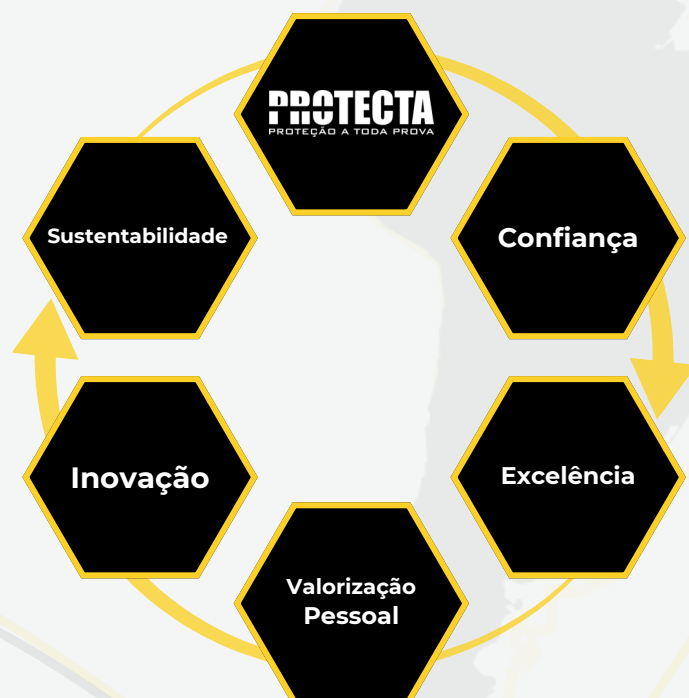 PROTECTA
PROTEÇÃO A TODA PROVA
Confiança
Excelência
Valorização
Pessoal
Inovação
Sustentabilidade